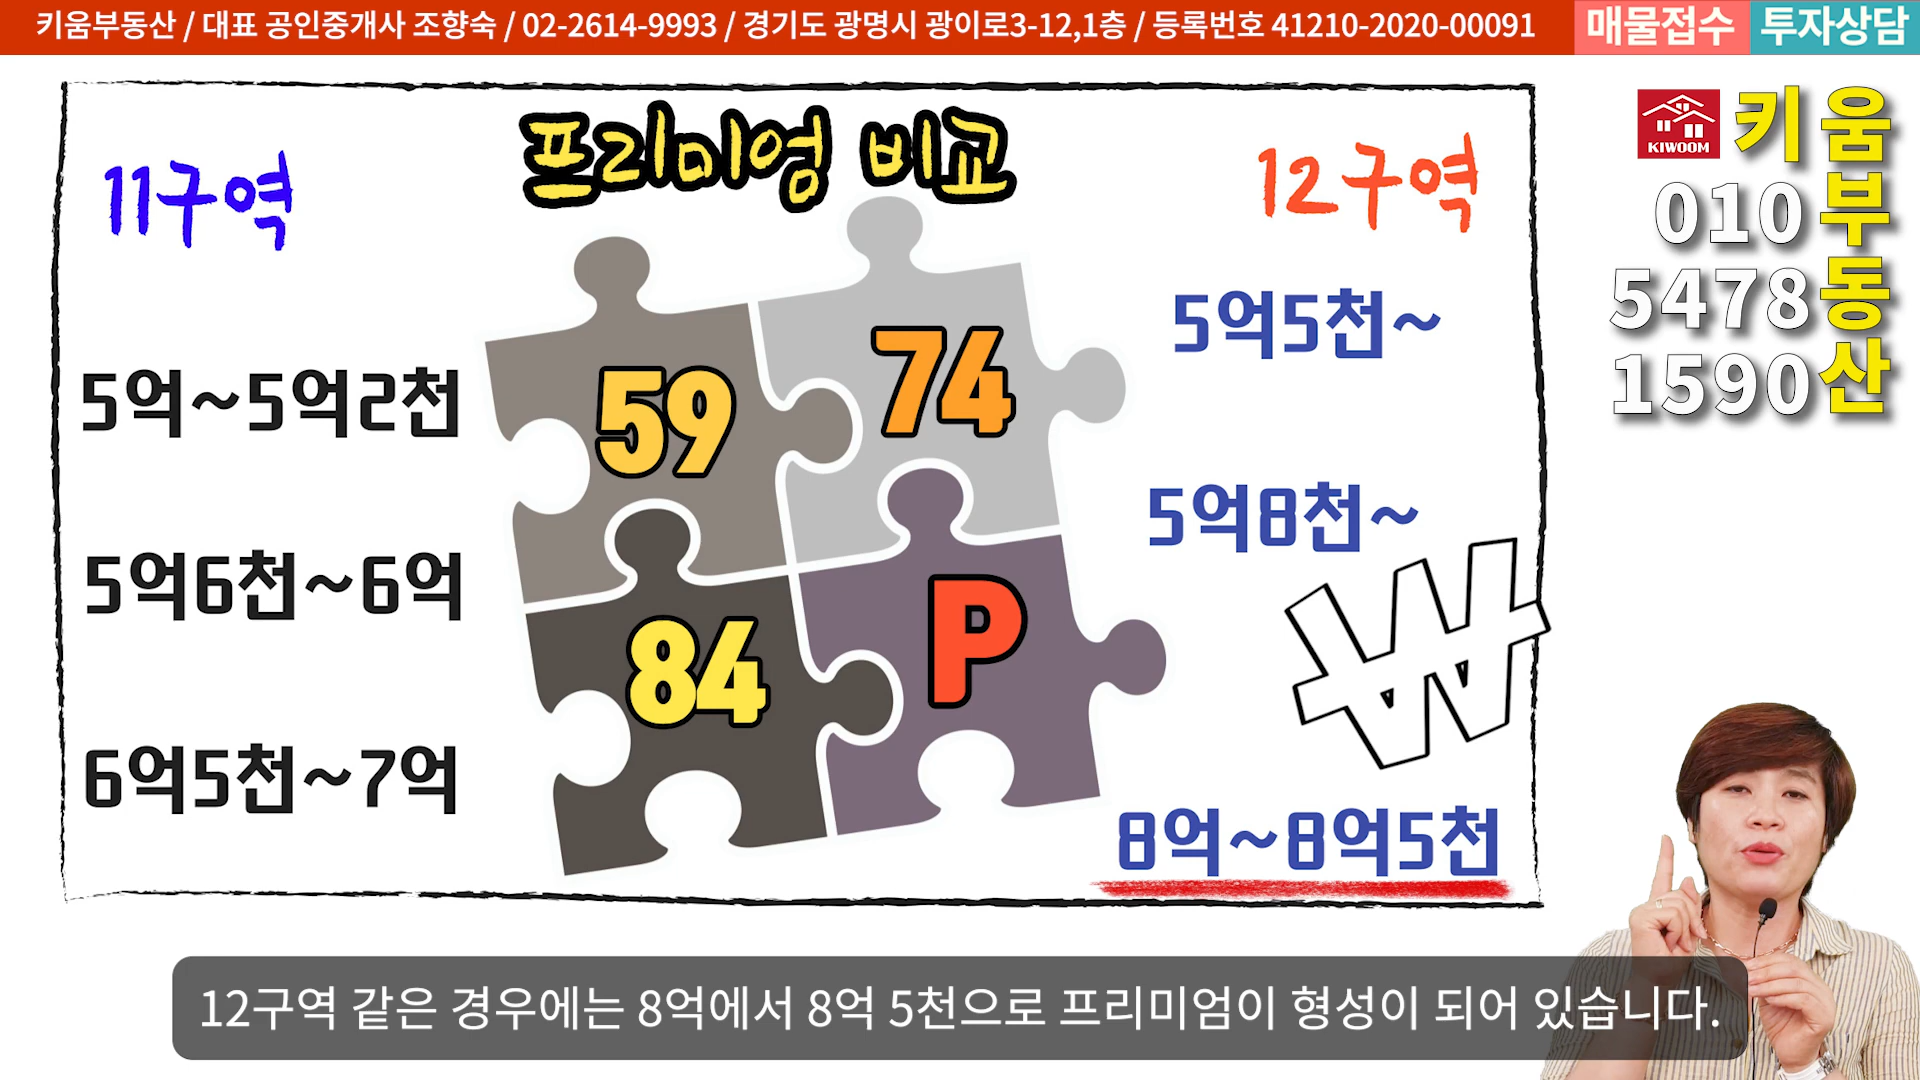 키움부동산 / 대표 공인중개사 조향숙 / 02-2614-9993 / 경기도 광명시 광이로3-12,1층 / 등록번호 41210-2020-00091
매물접수 투자상담
KIWOOM
키움부동산
010
5478
1590
프리미엉 비교
11구역
12구역
5억~5억2천
59
74
5억5천~
5억6천~6억
5억8천~
84
P
₩
6억5천~7억
8억~8억5천
12구역 같은 경우에는 8억에서 8억 5천으로 프리미엄이 형성이 되어 있습니다.